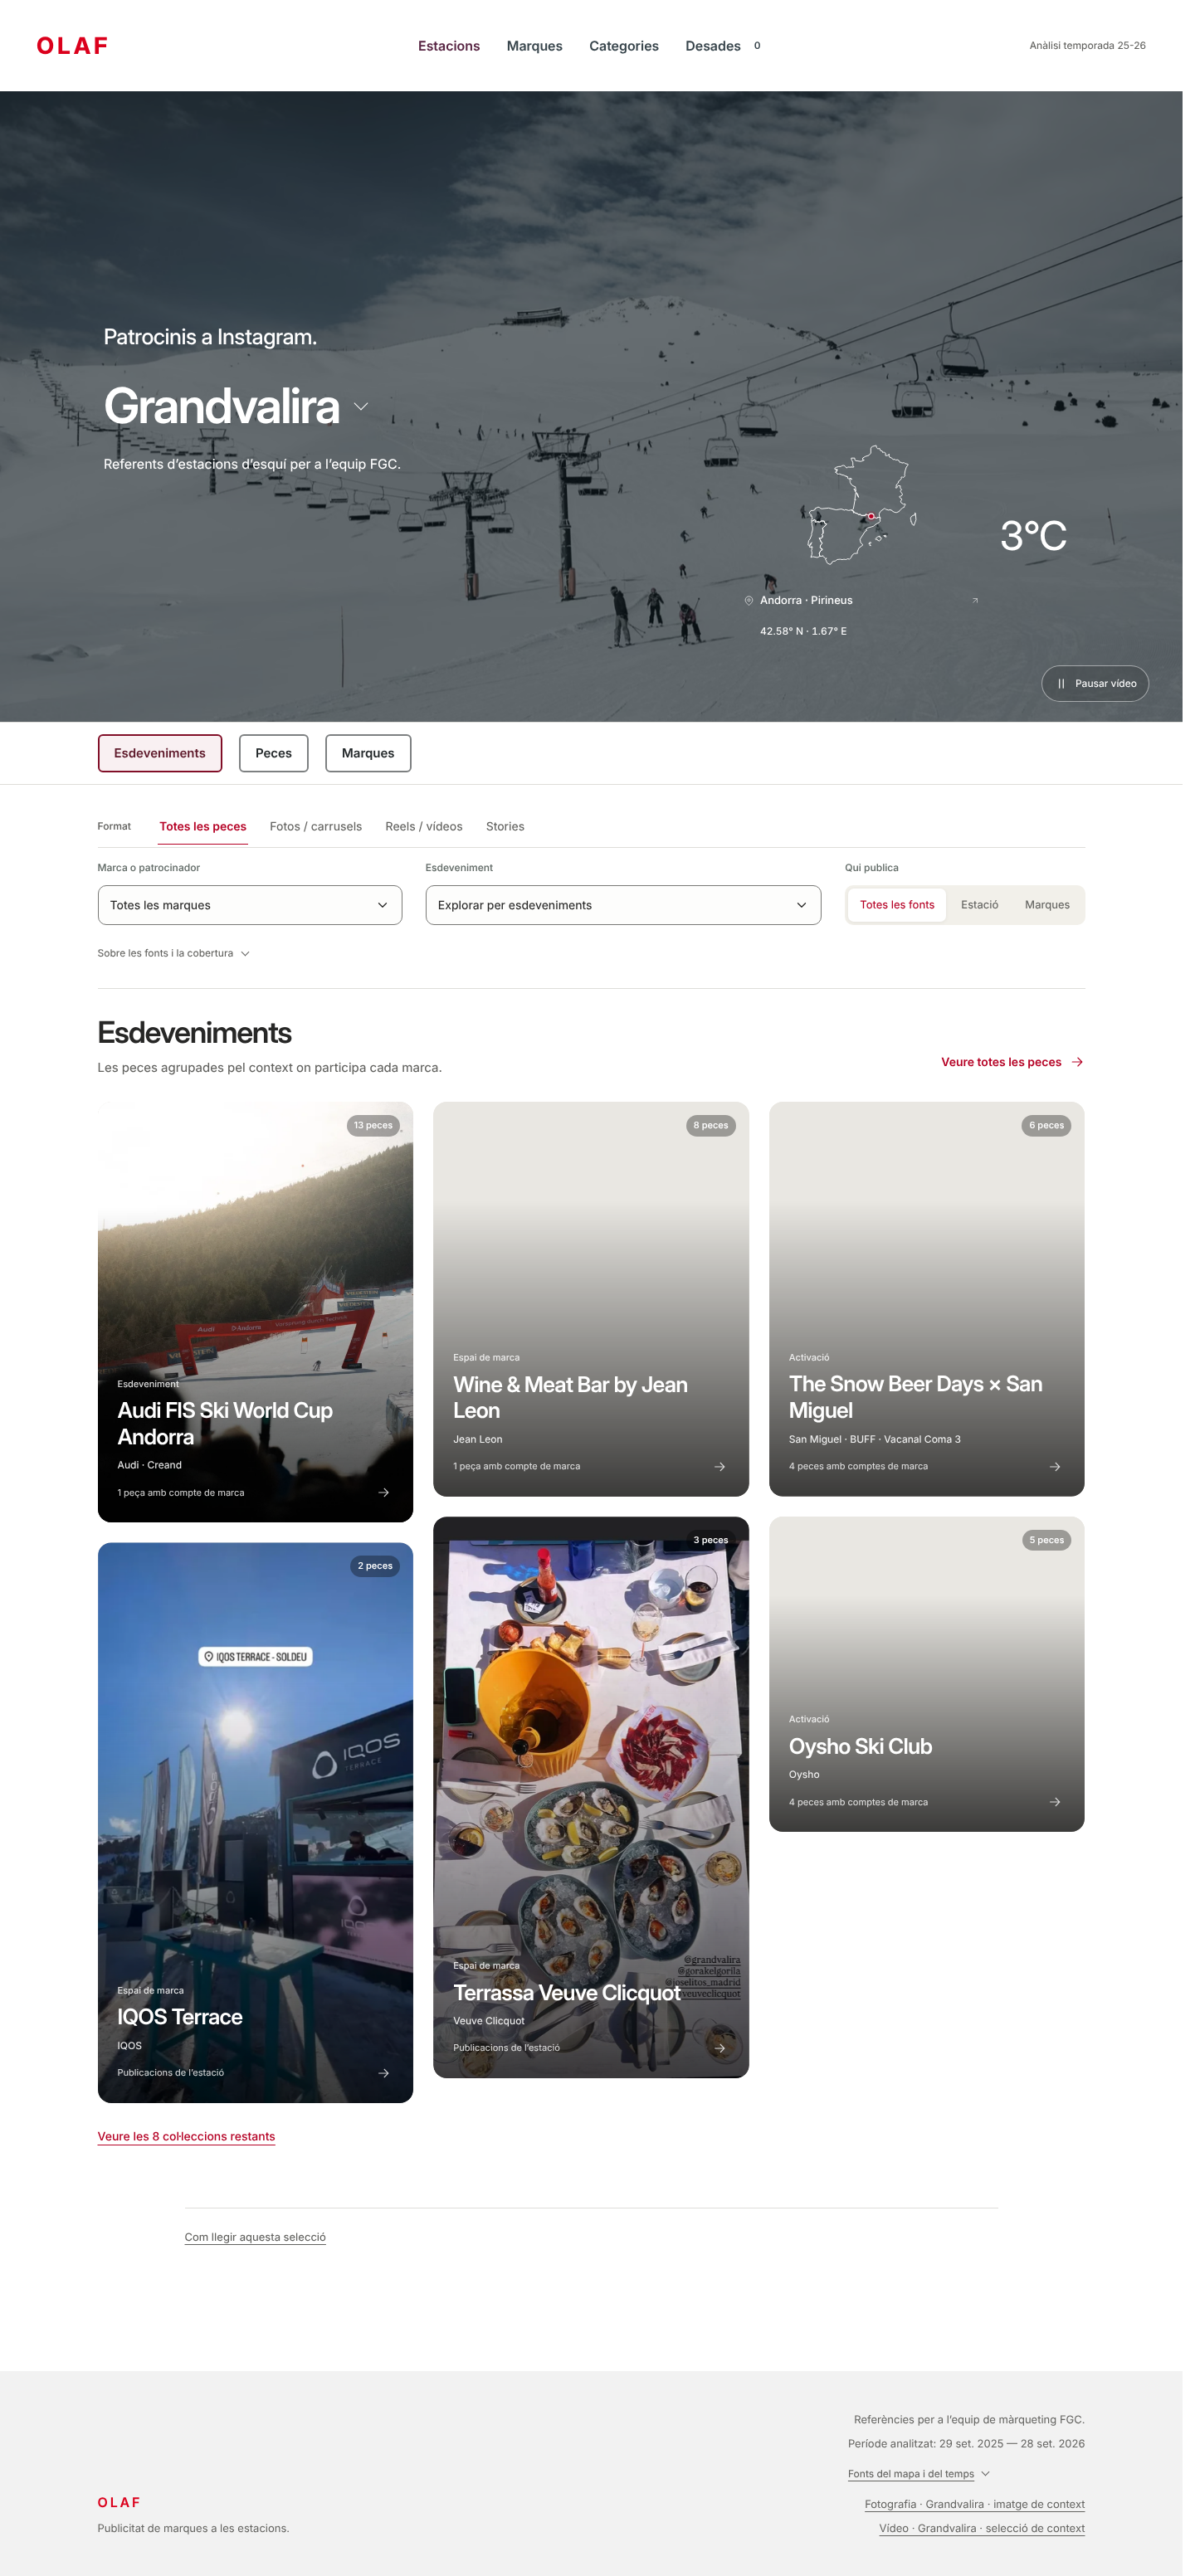 OLAF
Estacions
Marques
Categories
Desades 0
Anàlisi temporada 25-26
Patrocinis a Instagram.
Grandvalira
Referents d'estacions d'esquí per a l'equip FGC.
3°C
Andorra · Pirineus
42.58° N · 1.67° E
Pausar vídeo
Esdeveniments
Peces
Marques
Format
Totes les peces
Fotos / carrusels
Reels / vídeos
Stories
Marca o patrocinador
Totes les marques
Esdeveniment
Explorar per esdeveniments
Qui publica
Totes les fonts
Estació
Marques
Sobre les fonts i la cobertura
Esdeveniments
Les peces agrupades pel context on participa cada marca.
Veure totes les peces
13 peces
Audi
Esdeveniment
Audi FIS Ski World Cup
Andorra
Audi · Creand
1 peça amb compte de marca
8 peces
Espai de marca
Wine & Meat Bar by Jean
Leon
Jean Leon
1 peça amb compte de marca
6 peces
Activació
The Snow Beer Days × San
Miguel
San Miguel · BUFF · Vacanal Coma 3
4 peces amb comptes de marca
2 peces
IQOS TERRACE - SOLDEU
IQOS
TERRACE
Espai de marca
IQOS Terrace
IQOS
Publicacions de l'estació
3 peces
@grandvalira
@gorakelgorila
@joselitos_madrid
veuveclicquot
Espai de marca
Terrassa Veuve Clicquot
Veuve Clicquot
Publicacions de l'estació
5 peces
Activació
Oysho Ski Club
Oysho
4 peces amb comptes de marca
Veure les 8 col·leccions restants
Com llegir aquesta selecció
Referències per a l'equip de màrqueting FGC.
Període analitzat: 29 set. 2025 — 28 set. 2026
Fonts del mapa i del temps
Fotografia · Grandvalira · imatge de context
Vídeo · Grandvalira · selecció de context
OLAF
Publicitat de marques a les estacions.